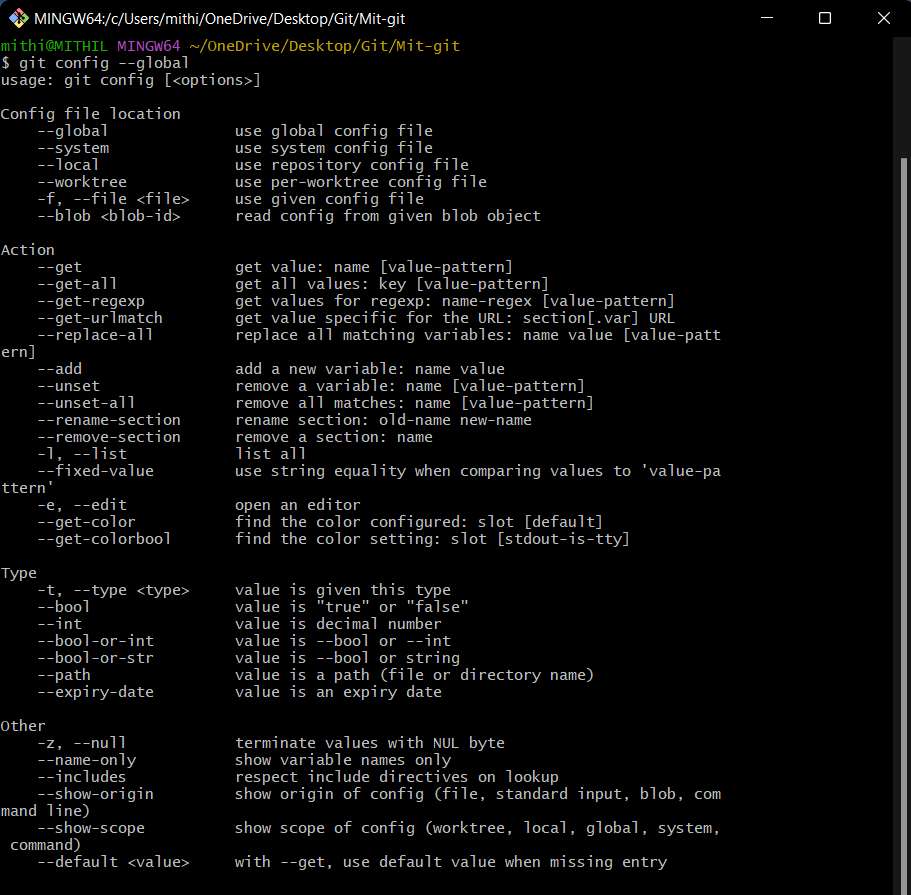 MINGW64:/c/Users/mithi/OneDrive/Desktop/Git/Mit-git
mithi@MITHIL MINGW64 ~/OneDrive/Desktop/Git/Mit-git
$ git config --global
usage: git config [<options>]

Config file location
    --global              use global config file
    --system              use system config file
    --local               use repository config file
    --worktree            use per-worktree config file
    -f, --file <file>     use given config file
    --blob <blob-id>      read config from given blob object

Action
    --get                 get value: name [value-pattern]
    --get-all             get all values: key [value-pattern]
    --get-regexp          get values for regexp: name-regex [value-pattern]
    --get-urlmatch        get value specific for the URL: section[.var] URL
    --replace-all         replace all matching variables: name value [value-patt
ern]
    --add                 add a new variable: name value
    --unset               remove a variable: name [value-pattern]
    --unset-all           remove all matches: name [value-pattern]
    --rename-section      rename section: old-name new-name
    --remove-section      remove a section: name
    -l, --list            list all
    --fixed-value         use string equality when comparing values to 'value-pa
ttern'
    -e, --edit            open an editor
    --get-color           find the color configured: slot [default]
    --get-colorbool       find the color setting: slot [stdout-is-tty]

Type
    -t, --type <type>     value is given this type
    --bool                value is "true" or "false"
    --int                 value is decimal number
    --bool-or-int         value is --bool or --int
    --bool-or-str         value is --bool or string
    --path                value is a path (file or directory name)
    --expiry-date         value is an expiry date

Other
    -z, --null            terminate values with NUL byte
    --name-only           show variable names only
    --includes            respect include directives on lookup
    --show-origin         show origin of config (file, standard input, blob, com
mand line)
    --show-scope          show scope of config (worktree, local, global, system,
 command)
    --default <value>     with --get, use default value when missing entry